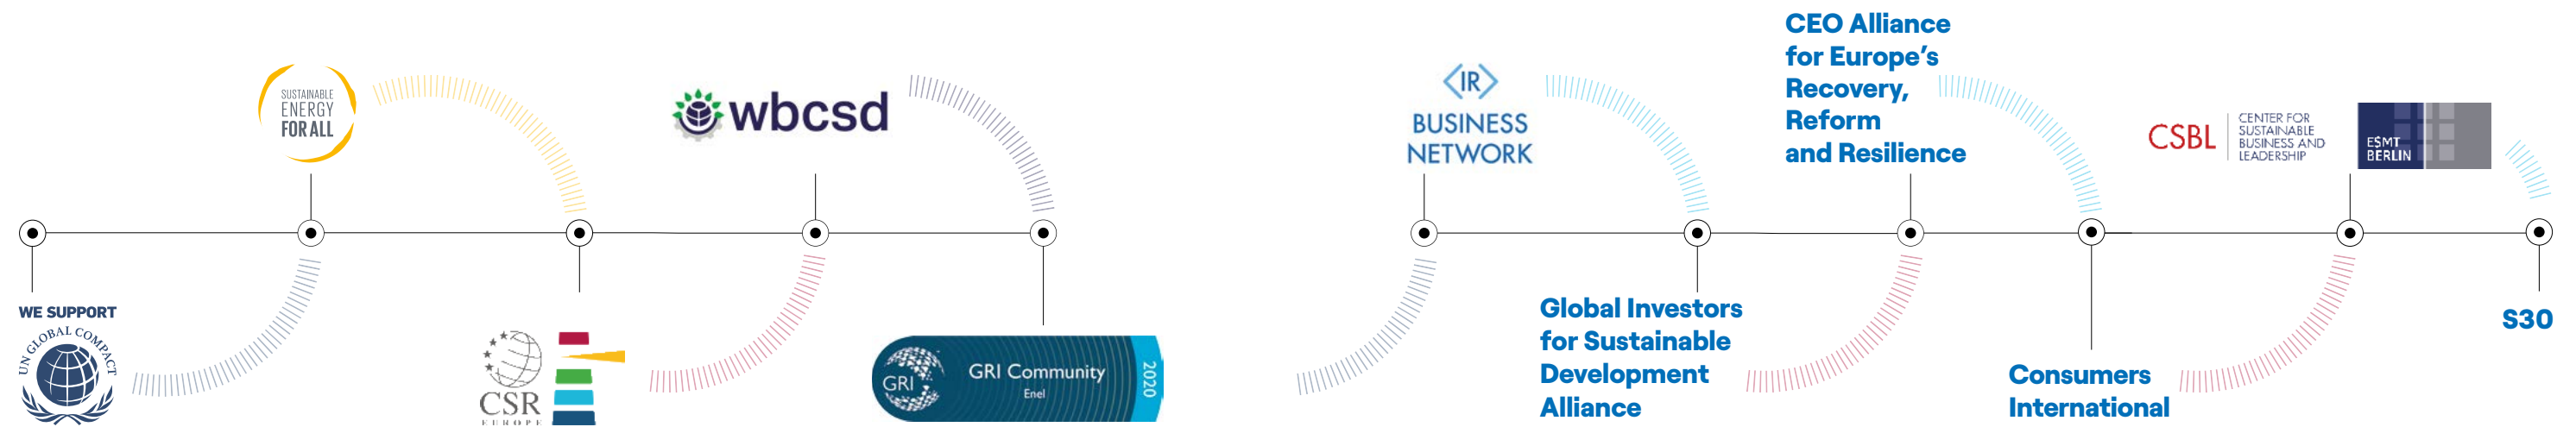 WE SUPPORT
UN GLOBAL COMPACT
SUSTAINABLE
ENERGY
FOR ALL
CSR
EUROPE
wbcsd
GRI
GRI Community
Enel
2020
<IR>
BUSINESS
NETWORK
Global Investors
for Sustainable
Development
Alliance
CEO Alliance
for Europe's
Recovery,
Reform
and Resilience
Consumers
International
CSBL
CENTER FOR
SUSTAINABLE
BUSINESS AND
LEADERSHIP
ESMT
BERLIN
S30